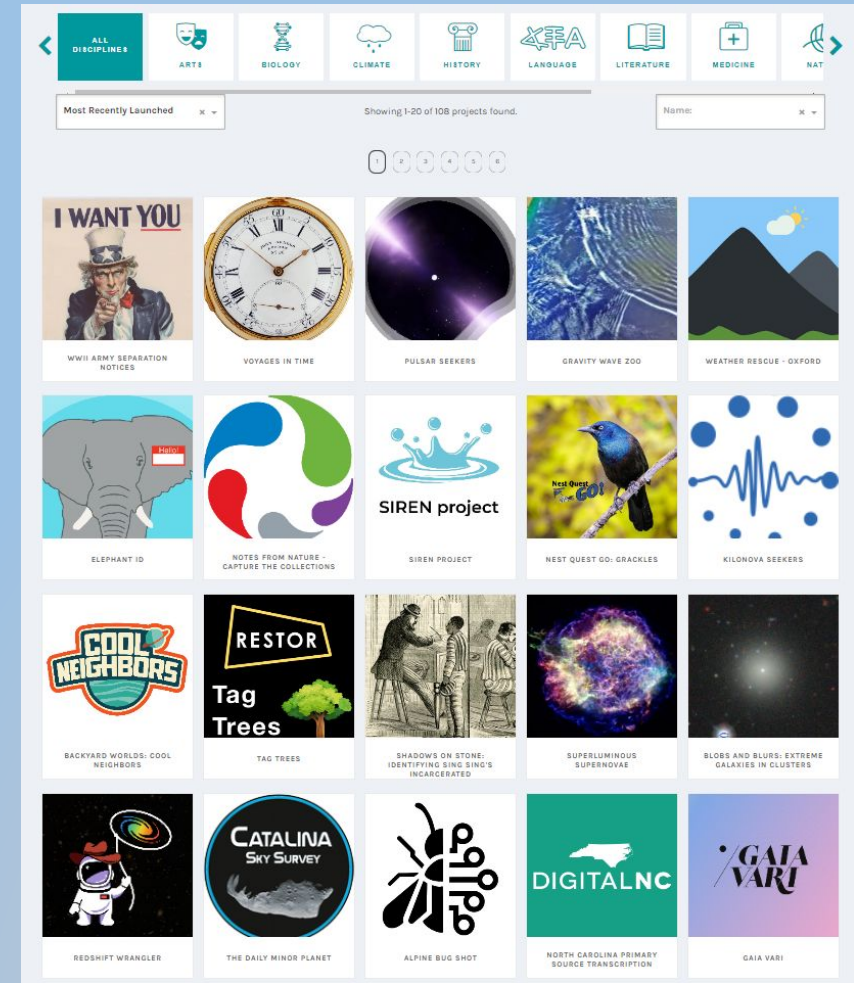 ALL
DISCIPLINES
ARTS
BIOLOGY
CLIMATE
HISTORY
LANGUAGE
LITERATURE
MEDICINE
NAT
Most Recently Launched
Showing 1-20 of 108 projects found.
Name:
1 2 3 4 5 6
I WANT YOU
WWII ARMY SEPARATION
NOTICES
VOYAGES IN TIME
PULSAR SEEKERS
GRAVITY WAVE ZOO
WEATHER RESCUE - OXFORD
Hello!
SIREN project
Nest Quest
GO!
ELEPHANT ID
NOTES FROM NATURE -
CAPTURE THE COLLECTIONS
SIREN PROJECT
NEST QUEST GO: GRACKLES
KILONOVA SEEKERS
COOL
NEIGHBORS
RESTOR
Tag
Trees
BACKYARD WORLDS: COOL
NEIGHBORS
TAG TREES
SHADOWS ON STONE:
IDENTIFYING SING SING'S
INCARCERATED
SUPERLUMINOUS
SUPERNOVAE
BLOBS AND BLURS: EXTREME
GALAXIES IN CLUSTERS
CATALINA
SKY SURVEY
DIGITALNC
GAIA
VARI
REDSHIFT WRANGLER
THE DAILY MINOR PLANET
ALPINE BUG SHOT
NORTH CAROLINA PRIMARY
SOURCE TRANSCRIPTION
GAIA VARI